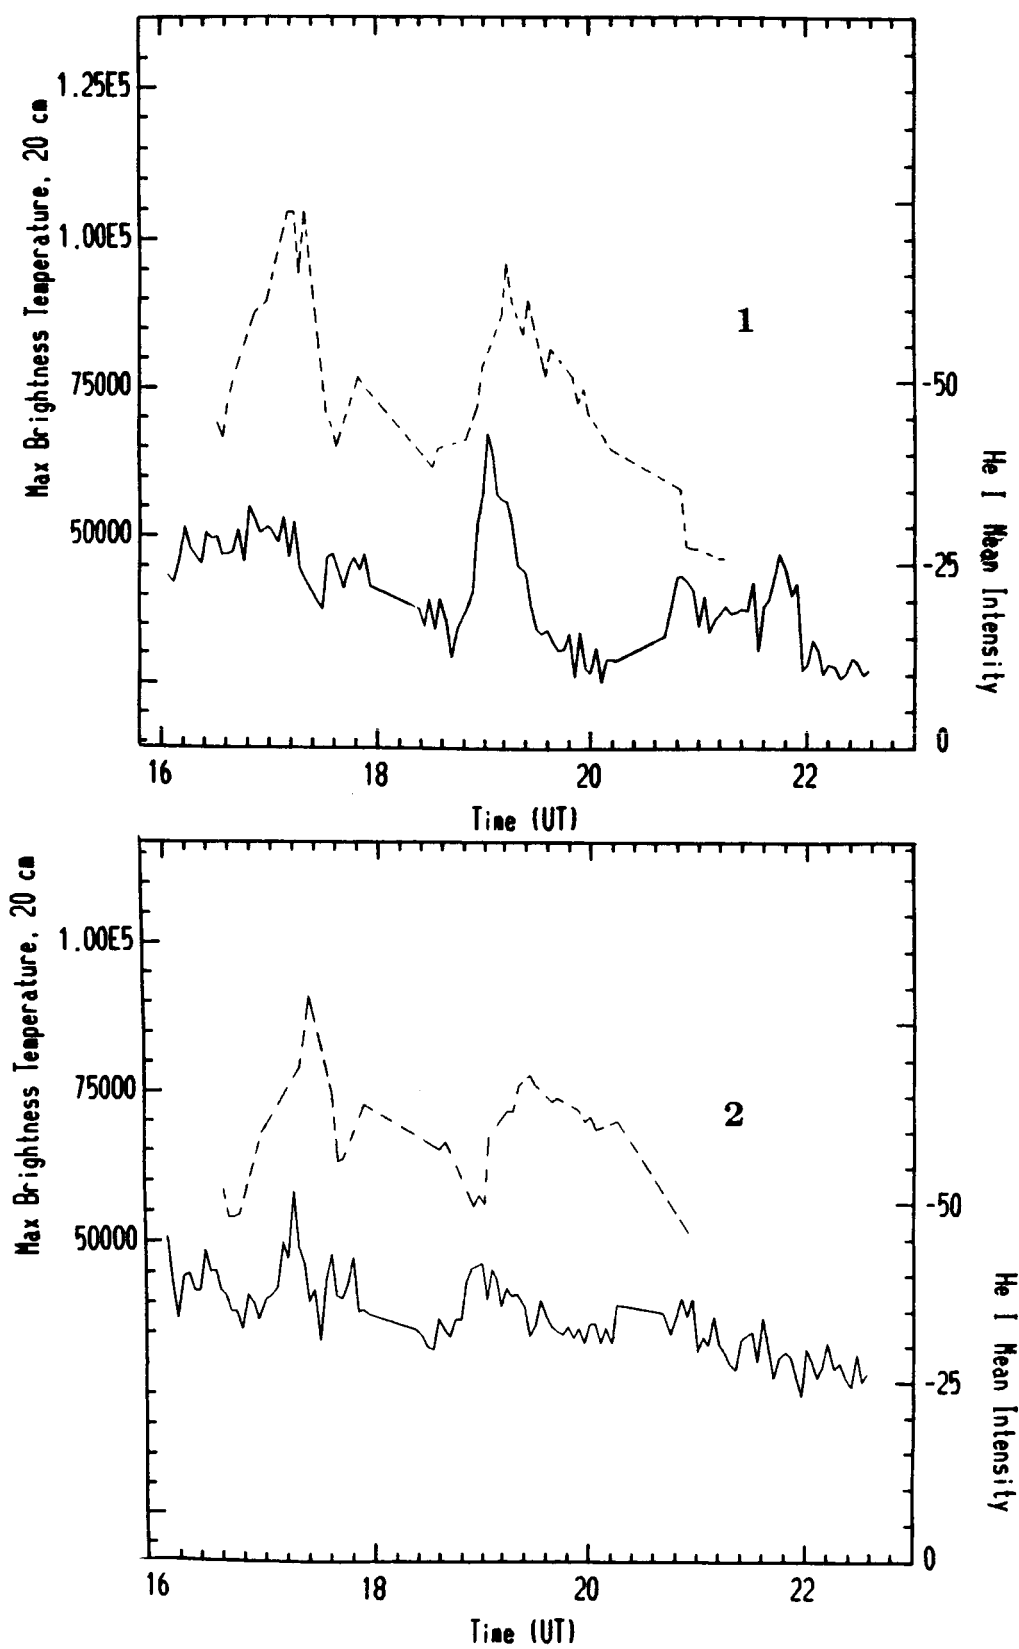 Max Brightness Temperature, 20 cm
1.25E5
1.00E5
75000
50000
1
-50
-25
0
He I Mean Intensity
16 18 20 22
Time (UT)
Max Brightness Temperature, 20 cm
1.00E5
75000
50000
2
-50
-25
0
He I Mean Intensity
16 18 20 22
Time (UT)